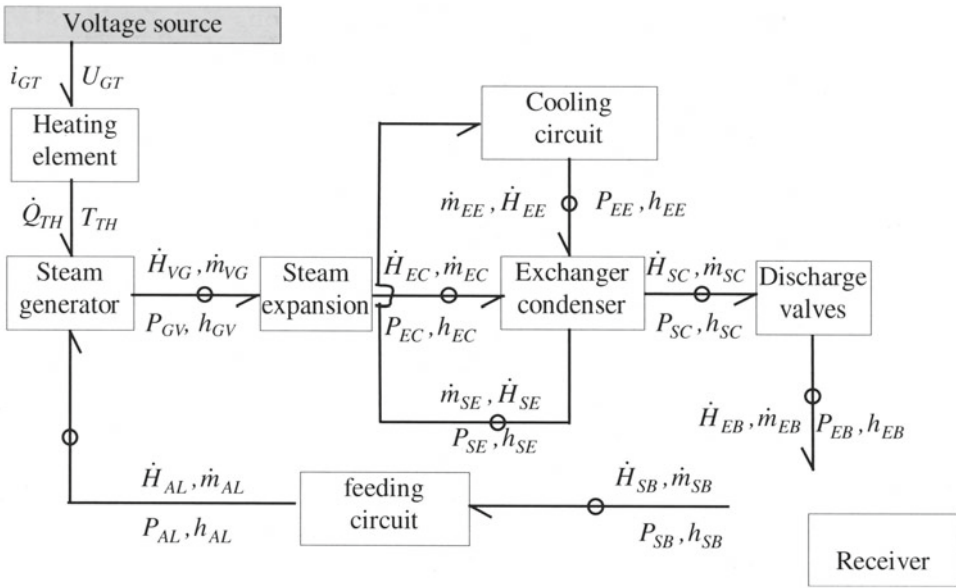 Voltage source
i_GT U_GT
Heating
element
Q̇_TH T_TH
Cooling
circuit
ṁ_EE, Ḣ_EE P_EE, h_EE
Steam
generator
Ḣ_VG, ṁ_VG
P_GV, h_GV
Steam
expansion
Ḣ_EC, ṁ_EC
P_EC, h_EC
Exchanger
condenser
Ḣ_SC, ṁ_SC
P_SC, h_SC
Discharge
valves
ṁ_SE, Ḣ_SE
P_SE, h_SE
Ḣ_EB, ṁ_EB P_EB, h_EB
Ḣ_AL, ṁ_AL
P_AL, h_AL
feeding
circuit
Ḣ_SB, ṁ_SB
P_SB, h_SB
Receiver